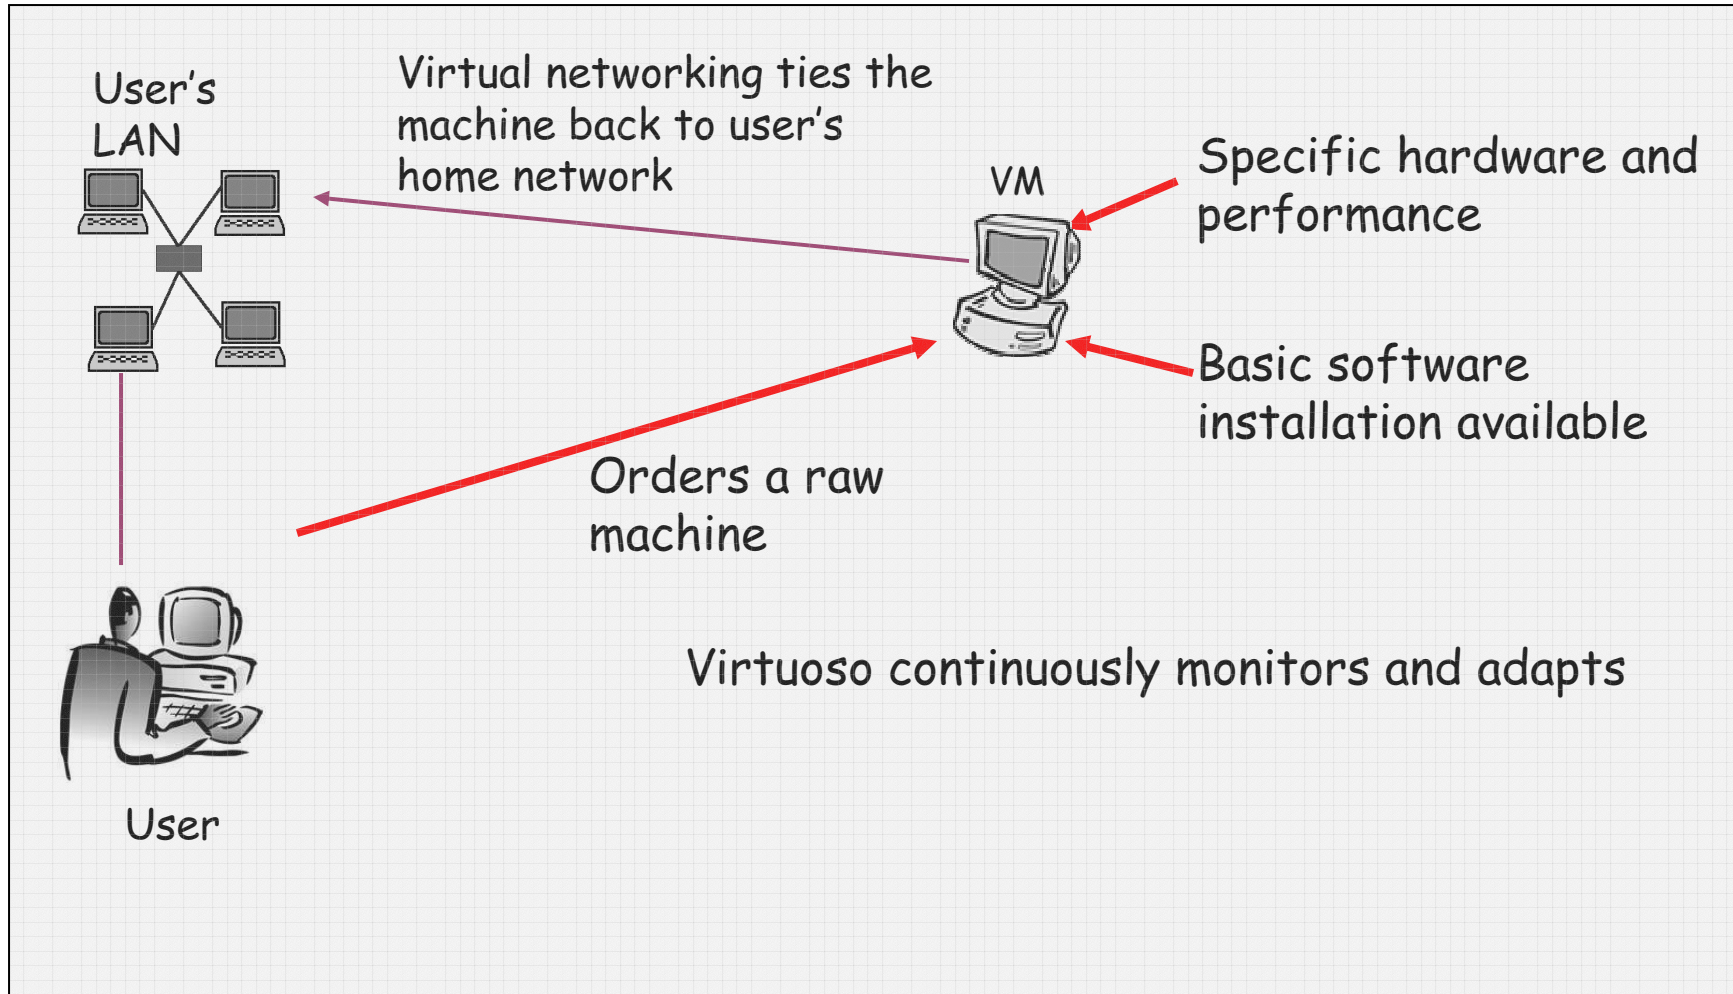 User’s
LAN
Virtual networking ties the
machine back to user’s
home network
VM
Specific hardware and
performance
Basic software
installation available
Orders a raw
machine
Virtuoso continuously monitors and adapts
User